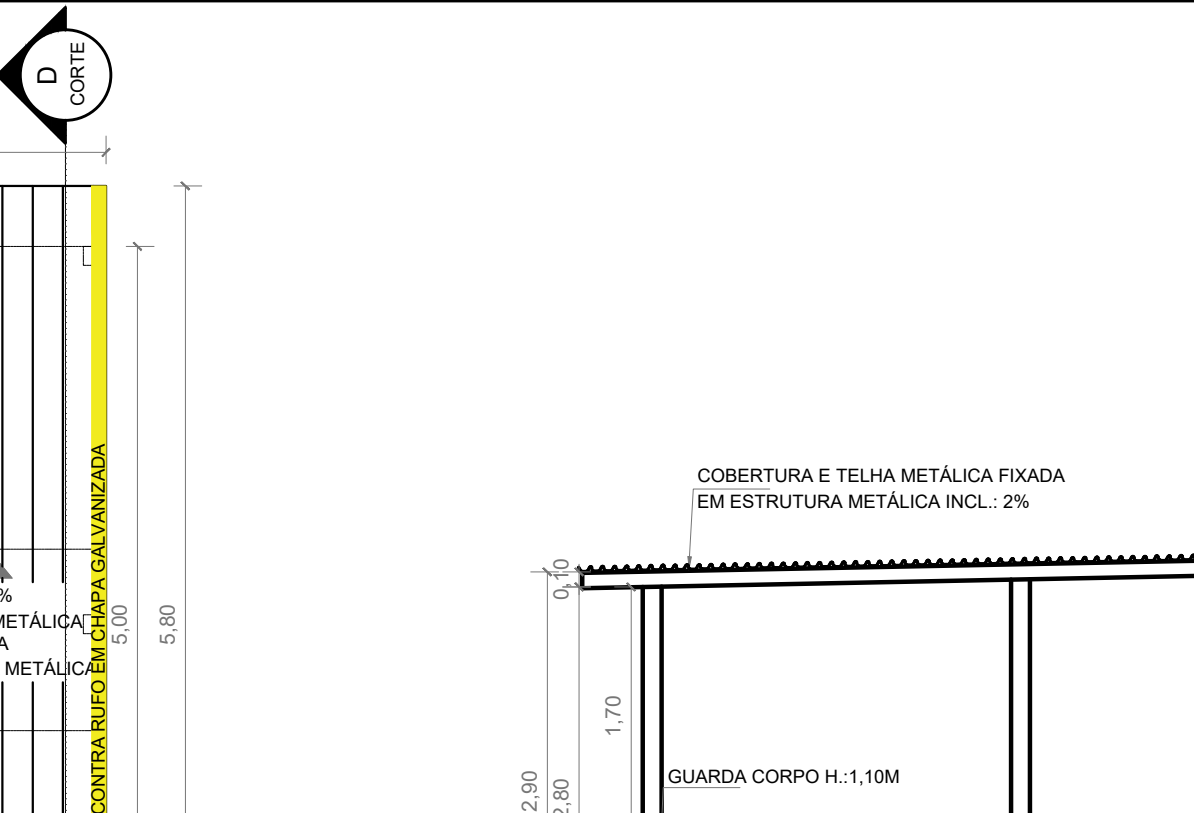 D
CORTE
CONTRA RUFO EM CHAPA GALVANIZADA
5,00
5,80
%
METÁLICA
A
METÁLICA
COBERTURA E TELHA METÁLICA FIXADA
EM ESTRUTURA METÁLICA INCL.: 2%
0,10
1,70
2,90
2,80
GUARDA CORPO H.:1,10M